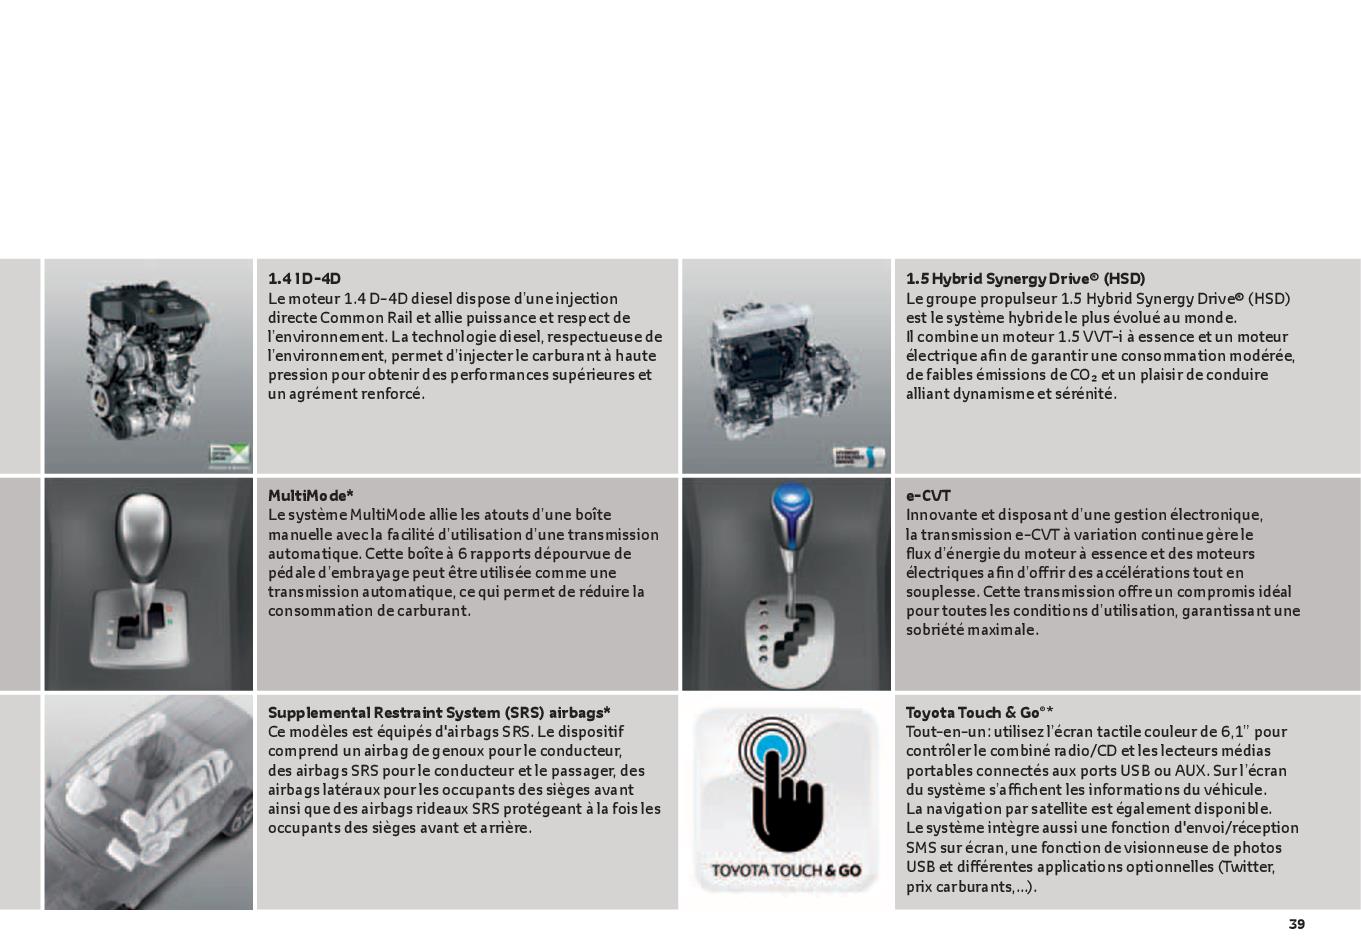 1.4 l D-4D
Le moteur 1.4 D-4D diesel dispose d’une injection
directe Common Rail et allie puissance et respect de
l’environnement. La technologie diesel, respectueuse de
l’environnement, permet d’injecter le carburant à haute
pression pour obtenir des performances supérieures et
un agrément renforcé.
1.5 Hybrid Synergy Drive® (HSD)
Le groupe propulseur 1.5 Hybrid Synergy Drive® (HSD)
est le système hybride le plus évolué au monde.
Il combine un moteur 1.5 VVT-i à essence et un moteur
électrique afin de garantir une consommation modérée,
de faibles émissions de CO₂ et un plaisir de conduire
alliant dynamisme et sérénité.
HYBRID
SYNERGY
DRIVE
MultiMode*
Le système MultiMode allie les atouts d’une boîte
manuelle avec la facilité d’utilisation d’une transmission
automatique. Cette boîte à 6 rapports dépourvue de
pédale d’embrayage peut être utilisée comme une
transmission automatique, ce qui permet de réduire la
consommation de carburant.
e-CVT
Innovante et disposant d’une gestion électronique,
la transmission e-CVT à variation continue gère le
flux d’énergie du moteur à essence et des moteurs
électriques afin d’offrir des accélérations tout en
souplesse. Cette transmission offre un compromis idéal
pour toutes les conditions d’utilisation, garantissant une
sobriété maximale.
Supplemental Restraint System (SRS) airbags*
Ce modèles est équipés d'airbags SRS. Le dispositif
comprend un airbag de genoux pour le conducteur,
des airbags SRS pour le conducteur et le passager, des
airbags latéraux pour les occupants des sièges avant
ainsi que des airbags rideaux SRS protégeant à la fois les
occupants des sièges avant et arrière.
TOYOTA TOUCH & GO
Toyota Touch & Go®*
Tout-en-un : utilisez l’écran tactile couleur de 6,1’’ pour
contrôler le combiné radio/CD et les lecteurs médias
portables connectés aux ports USB ou AUX. Sur l’écran
du système s’affichent les informations du véhicule.
La navigation par satellite est également disponible.
Le système intègre aussi une fonction d'envoi/réception
SMS sur écran, une fonction de visionneuse de photos
USB et différentes applications optionnelles (Twitter,
prix carburants,...).
39